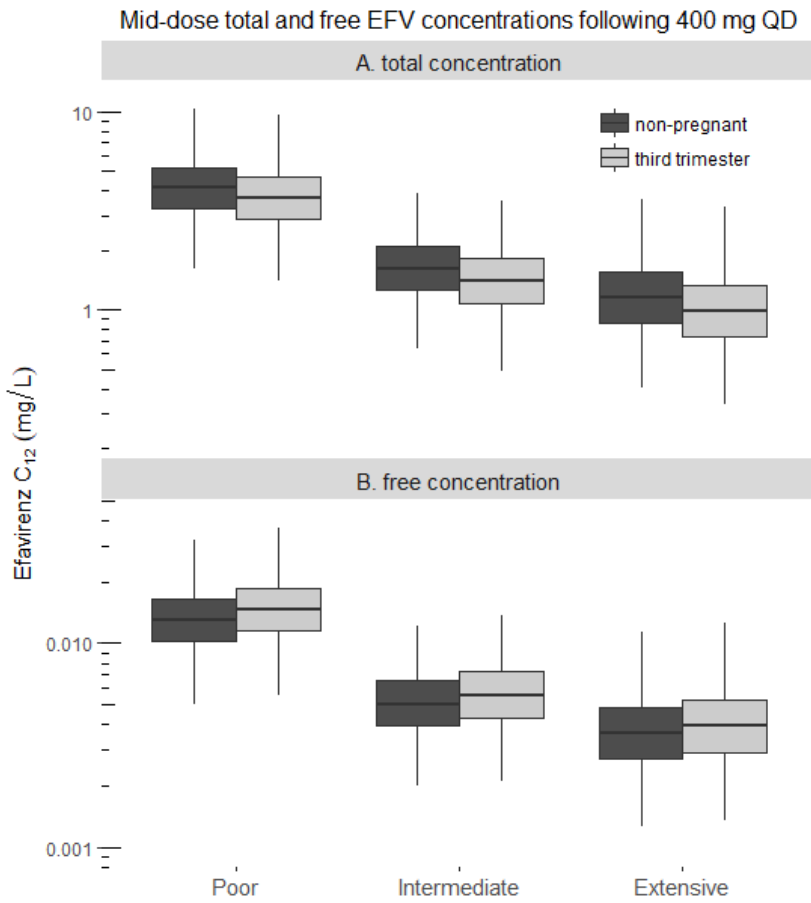 Mid-dose total and free EFV concentrations following 400 mg QD
A. total concentration
10
1
non-pregnant
third trimester
Efavirenz C₁₂ (mg/L)
B. free concentration
0.010
0.001
Poor Intermediate Extensive